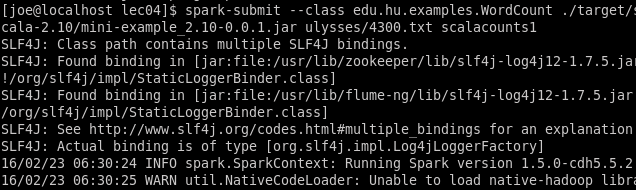 [joe@localhost lec04]$ spark-submit --class edu.hu.examples.WordCount ./target/s
cala-2.10/mini-example_2.10-0.0.1.jar ulysses/4300.txt scalacounts1
SLF4J: Class path contains multiple SLF4J bindings.
SLF4J: Found binding in [jar:file:/usr/lib/zookeeper/lib/slf4j-log4j12-1.7.5.jar
!/org/slf4j/impl/StaticLoggerBinder.class]
SLF4J: Found binding in [jar:file:/usr/lib/flume-ng/lib/slf4j-log4j12-1.7.5.jar
/org/slf4j/impl/StaticLoggerBinder.class]
SLF4J: See http://www.slf4j.org/codes.html#multiple_bindings for an explanation
SLF4J: Actual binding is of type [org.slf4j.impl.Log4jLoggerFactory]
16/02/23 06:30:24 INFO spark.SparkContext: Running Spark version 1.5.0-cdh5.5.2
16/02/23 06:30:25 WARN util.NativeCodeLoader: Unable to load native-hadoop libra